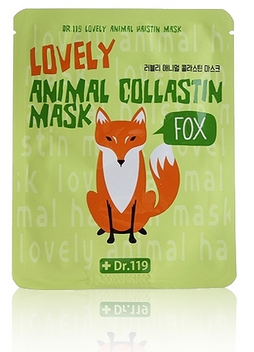 DR.119 LOVELY ANIMAL HAISTIN MASK
LOVELY
ANIMAL COLLASTIN
MASK
러블리 애니멀 콜라스틴 마스크
FOX
+ Dr.119